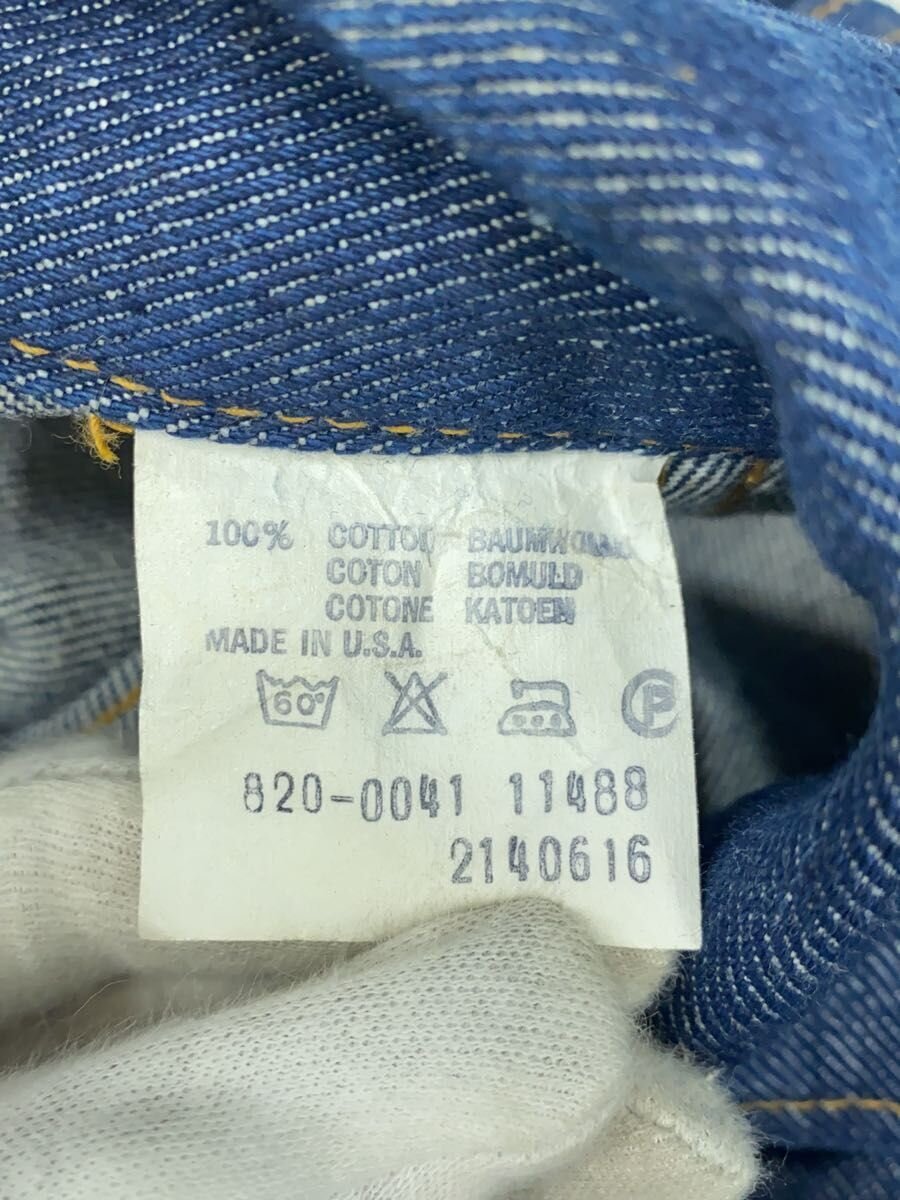 100% COTTON BAUMWOLLE
COTON BOMULD
COTONE KATOEN
MADE IN U.S.A.
60° P
820-0041 11488
2140616